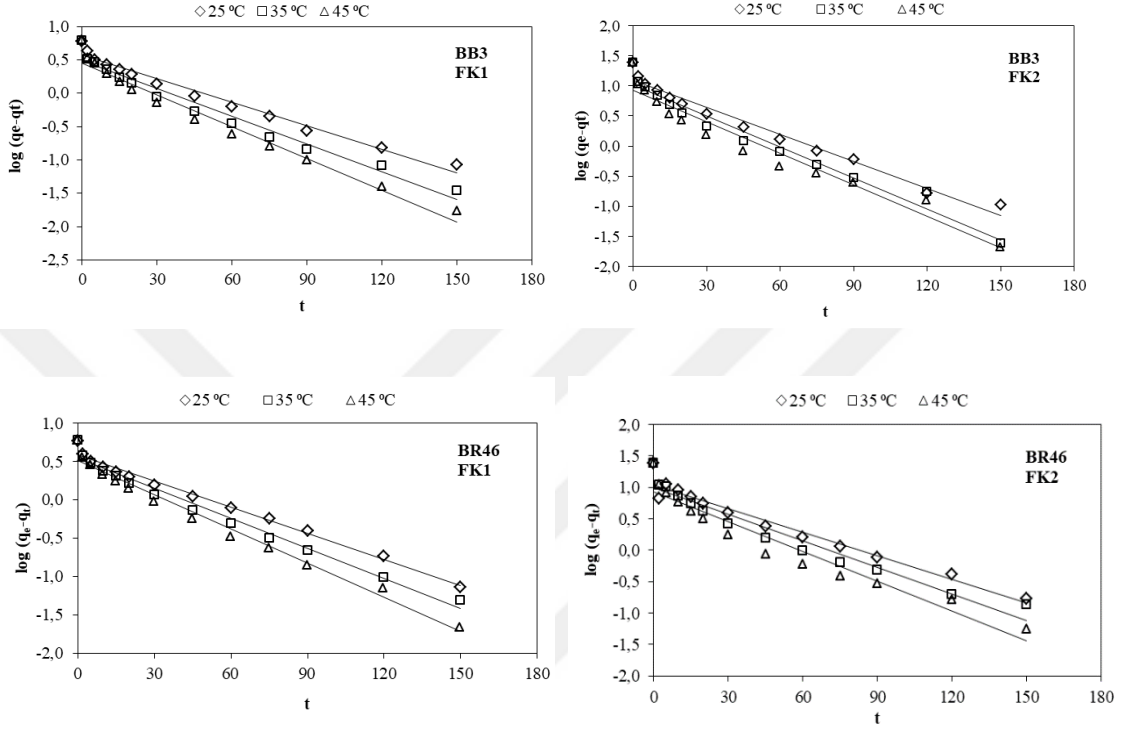 ◇25 ºC □35 ºC △45 ºC
BB3
FK1
log (qe-qt)
1,0
0,5
0,0
-0,5
-1,0
-1,5
-2,0
-2,5
0 30 60 90 120 150 180
t
◇25 ºC □35 ºC △45 ºC
BB3
FK2
log (qe-qt)
2,0
1,5
1,0
0,5
0,0
-0,5
-1,0
-1,5
-2,0
0 30 60 90 120 150 180
t
◇25 ºC □35 ºC △45 ºC
BR46
FK1
log (qₑ-qₜ)
1,0
0,5
0,0
-0,5
-1,0
-1,5
-2,0
0 30 60 90 120 150 180
t
◇25 ºC □35 ºC △45 ºC
BR46
FK2
log (qₑ-qₜ)
2,0
1,5
1,0
0,5
0,0
-0,5
-1,0
-1,5
-2,0
0 30 60 90 120 150 180
t